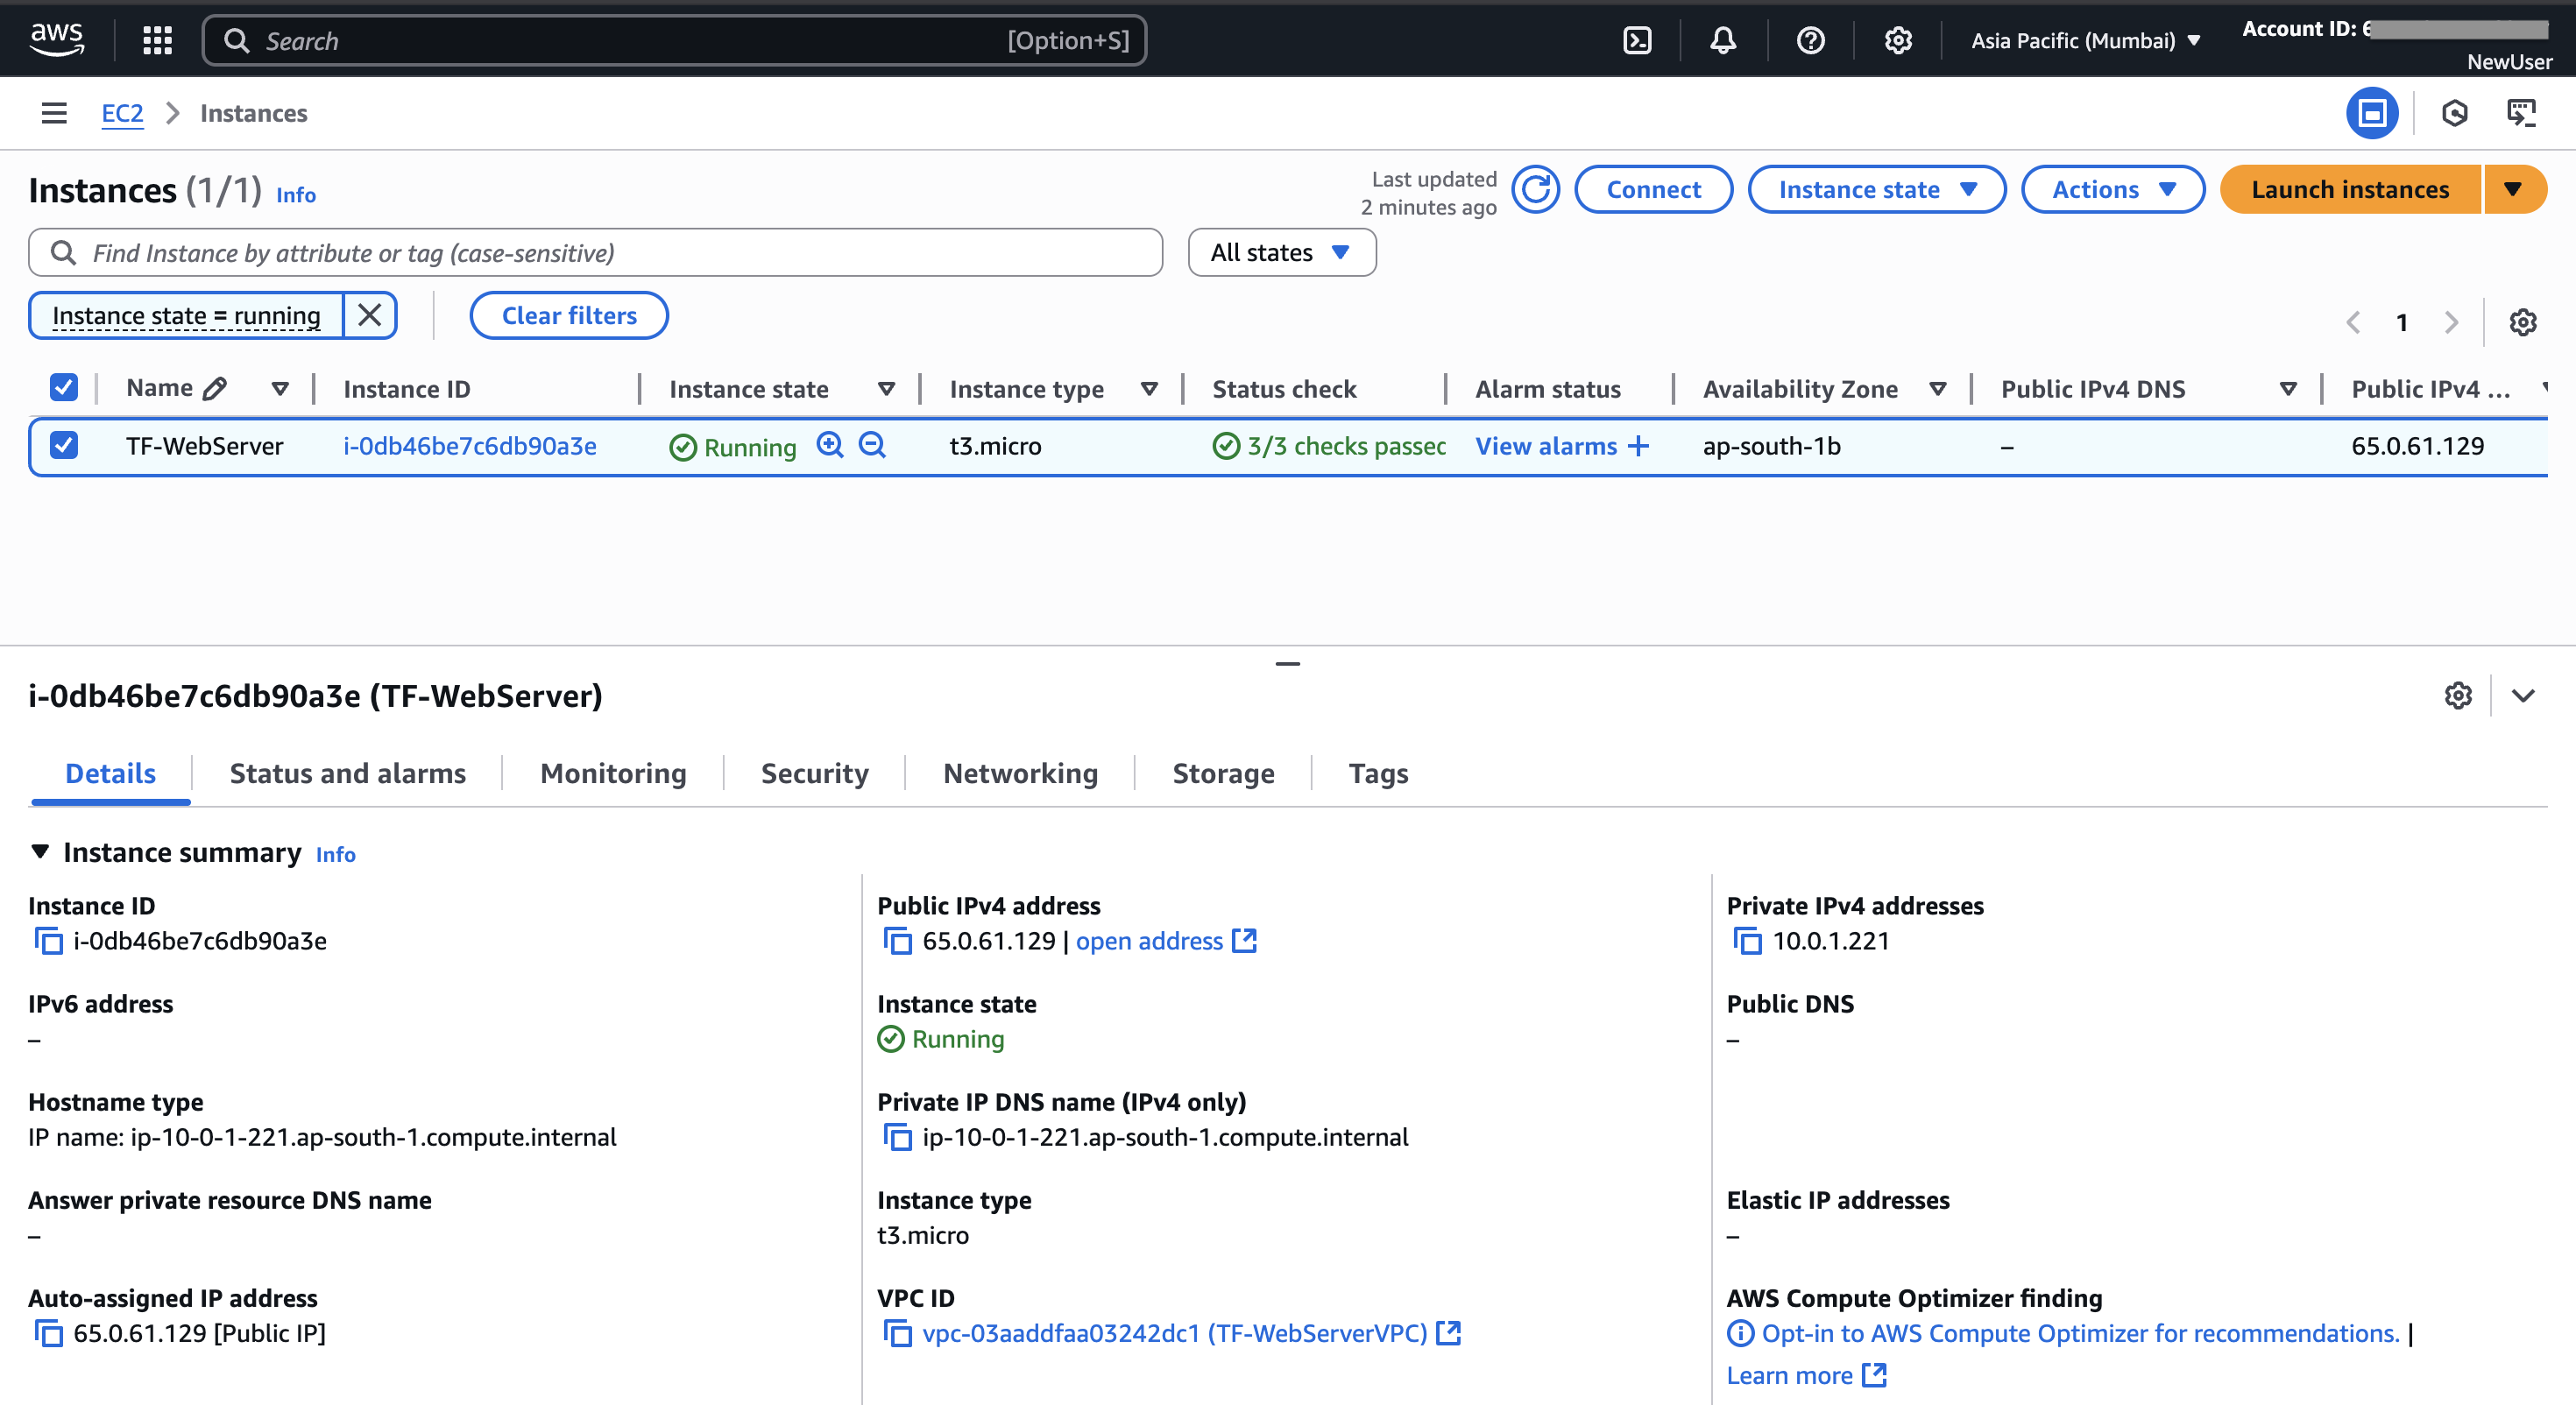 aws
Search [Option+S]
Asia Pacific (Mumbai)
Account ID: 6
NewUser
EC2 Instances
Instances (1/1) Info
Last updated
2 minutes ago
Connect
Instance state
Actions
Launch instances
Find Instance by attribute or tag (case-sensitive)
All states
Instance state = running
Clear filters
1
Name Instance ID Instance state Instance type Status check Alarm status Availability Zone Public IPv4 DNS Public IPv4 ...
TF-WebServer i-0db46be7c6db90a3e Running t3.micro 3/3 checks passec View alarms + ap-south-1b – 65.0.61.129
i-0db46be7c6db90a3e (TF-WebServer)
Details Status and alarms Monitoring Security Networking Storage Tags
Instance summary Info
Instance ID
i-0db46be7c6db90a3e
Public IPv4 address
65.0.61.129 | open address
Private IPv4 addresses
10.0.1.221
IPv6 address
–
Instance state
Running
Public DNS
–
Hostname type
IP name: ip-10-0-1-221.ap-south-1.compute.internal
Private IP DNS name (IPv4 only)
ip-10-0-1-221.ap-south-1.compute.internal
Answer private resource DNS name
–
Instance type
t3.micro
Elastic IP addresses
–
Auto-assigned IP address
65.0.61.129 [Public IP]
VPC ID
vpc-03aaddfaa03242dc1 (TF-WebServerVPC)
AWS Compute Optimizer finding
Opt-in to AWS Compute Optimizer for recommendations. |
Learn more